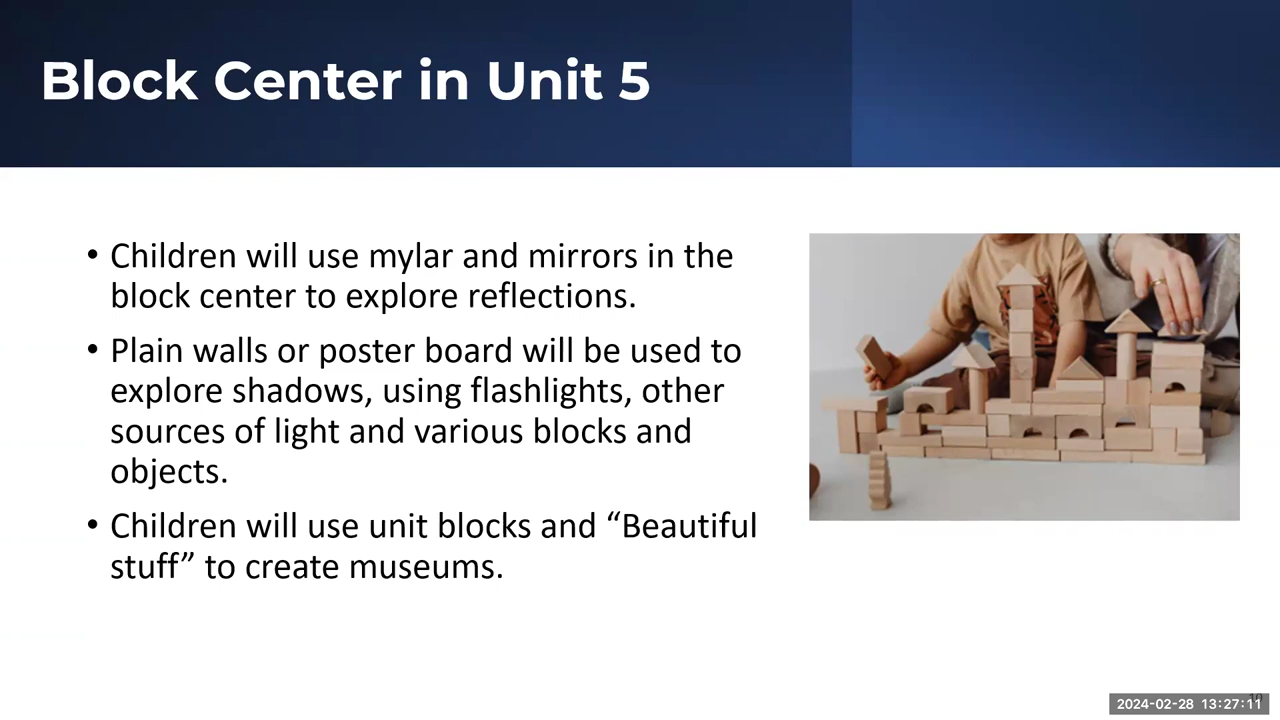 Block Center in Unit 5
• Children will use mylar and mirrors in the
block center to explore reflections.
• Plain walls or poster board will be used to
explore shadows, using flashlights, other
sources of light and various blocks and
objects.
• Children will use unit blocks and “Beautiful
stuff” to create museums.
2024-02-28 13:27:11